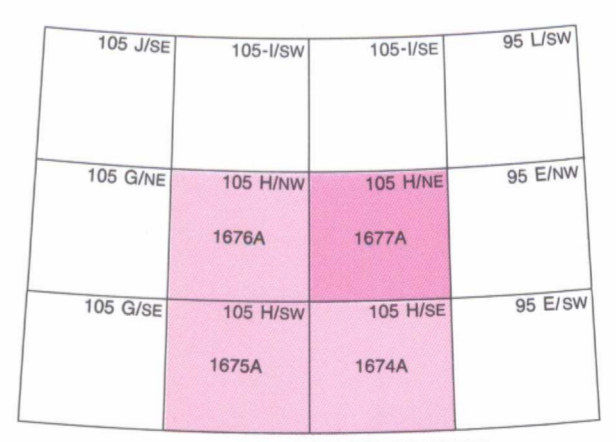 105 J/SE 105-I/SW 105-I/SE 95 L/SW
105 G/NE 105 H/NW 105 H/NE 95 E/NW
1676A 1677A
105 G/SE 105 H/SW 105 H/SE 95 E/SW
1675A 1674A